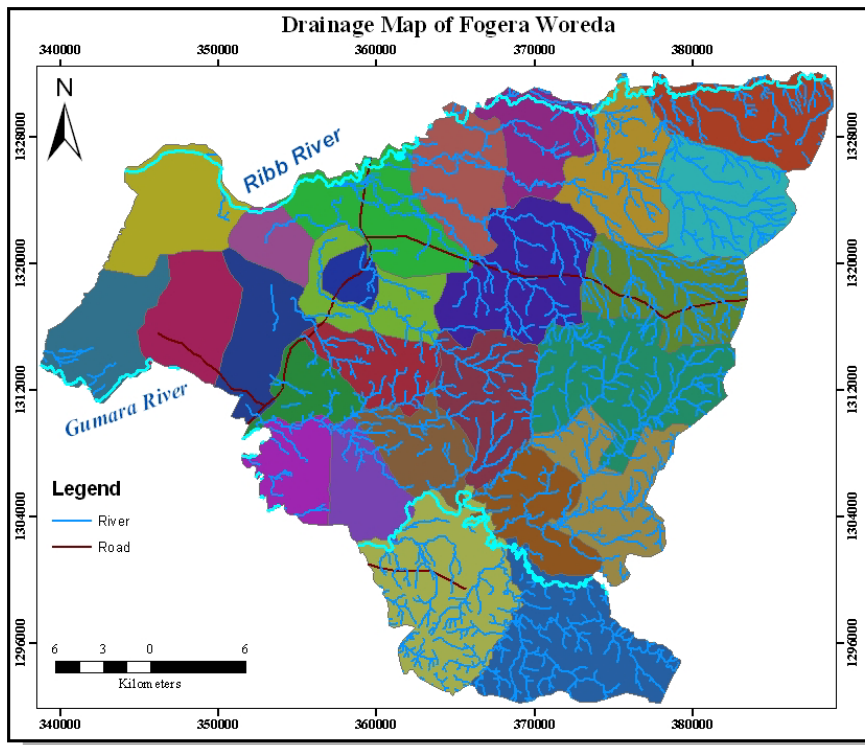 Drainage Map of Fogera Woreda
340000 350000 360000 370000 380000
N
Ribb River
1328000 1328000
1320000 1320000
1312000 1312000
Gumara River
Legend
1304000 1304000
River
Road
1296000 1296000
6 3 0 6
Kilometers
340000 350000 360000 370000 380000